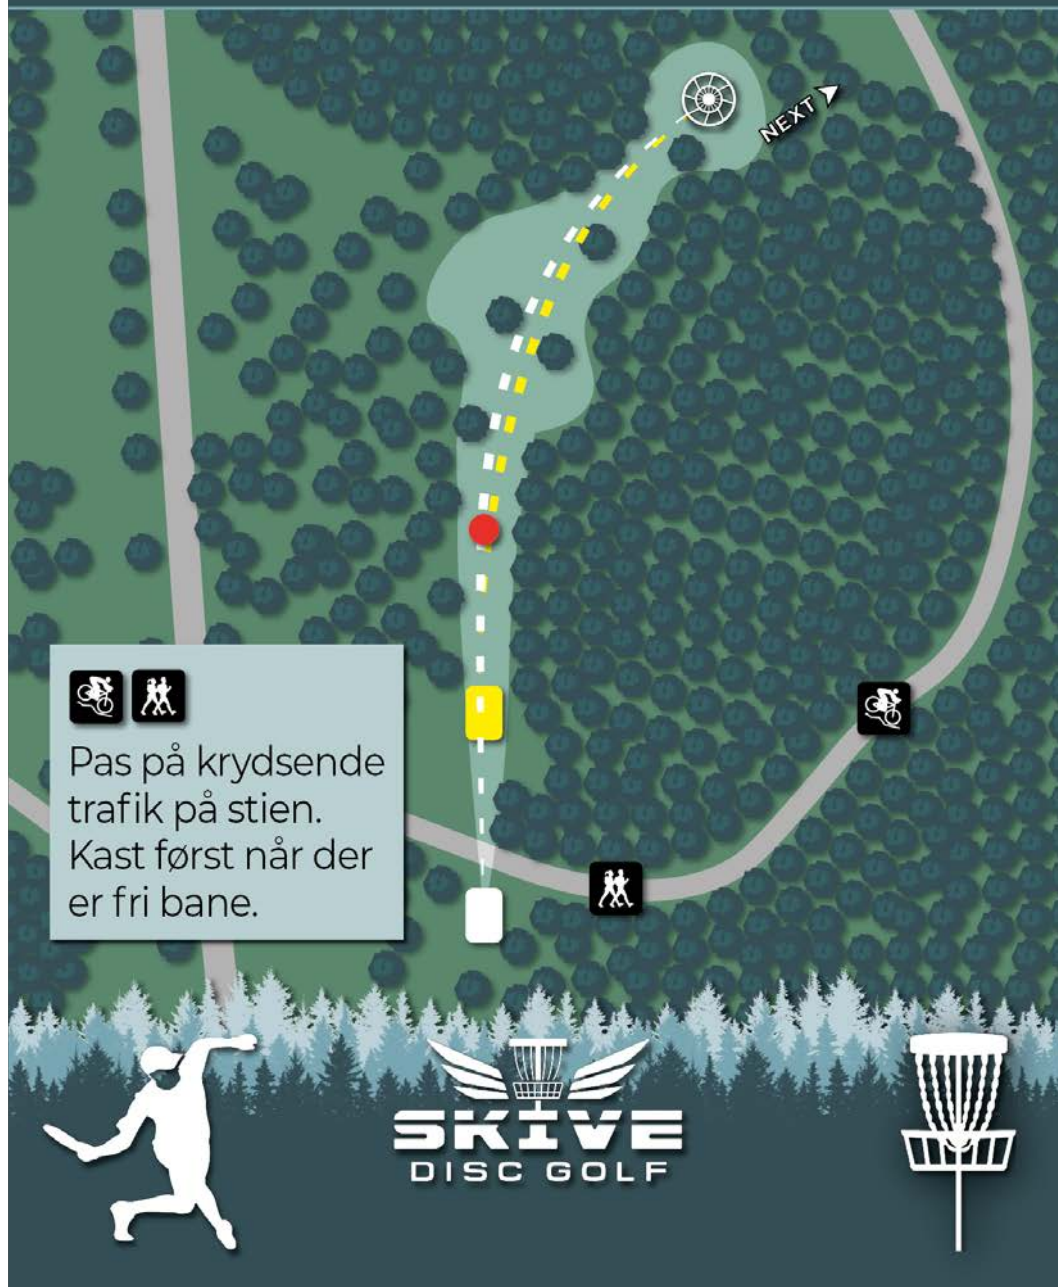 NEXT
Pas på krydsende
trafik på stien.
Kast først når der
er fri bane.
SKIVE
DISC GOLF